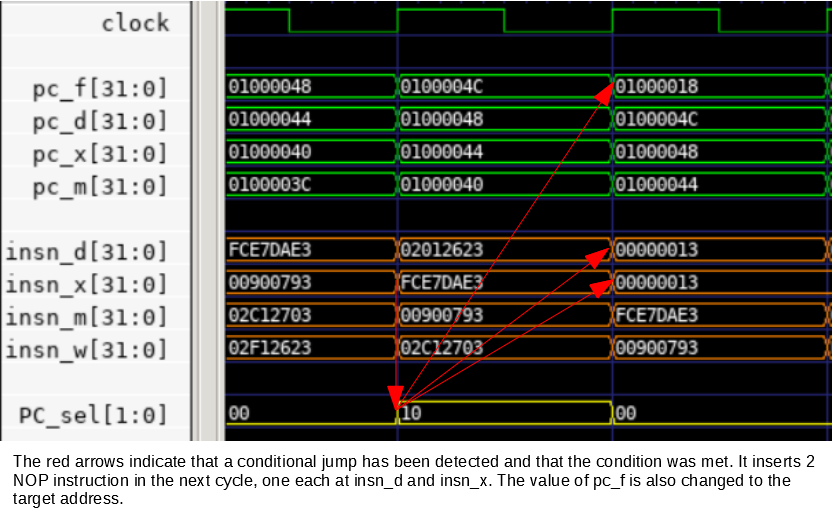 clock
pc_f[31:0] 01000048 0100004C 01000018
pc_d[31:0] 01000044 01000048 0100004C
pc_x[31:0] 01000040 01000044 01000048
pc_m[31:0] 0100003C 01000040 01000044
insn_d[31:0] FCE7DAE3 02012623 00000013
insn_x[31:0] 00900793 FCE7DAE3 00000013
insn_m[31:0] 02C12703 00900793 FCE7DAE3
insn_w[31:0] 02F12623 02C12703 00900793
PC_sel[1:0] 00 10 00
The red arrows indicate that a conditional jump has been detected and that the condition was met. It inserts 2
NOP instruction in the next cycle, one each at insn_d and insn_x. The value of pc_f is also changed to the
target address.